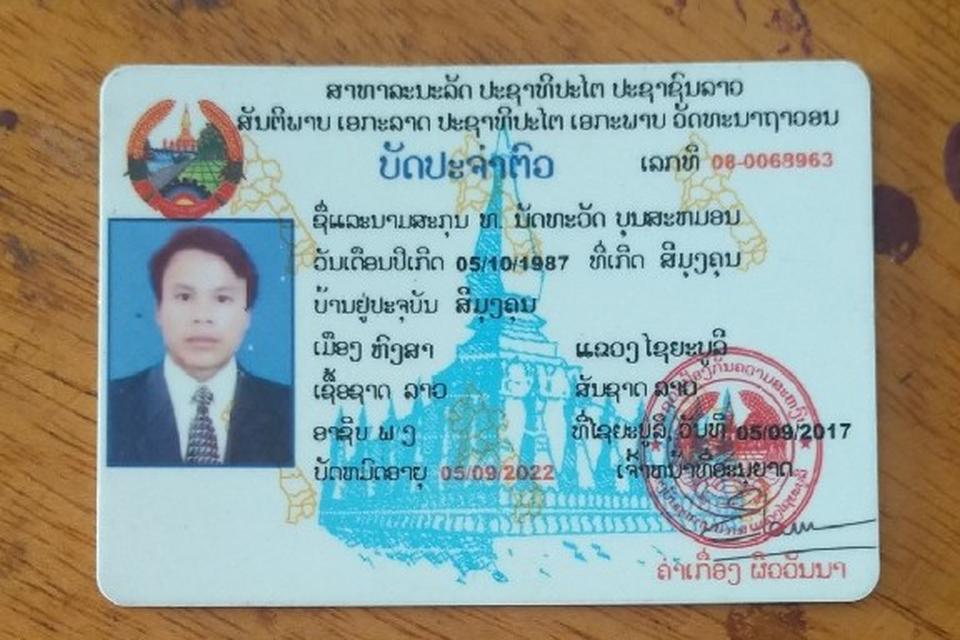 ສາທາລະນະລັດ ປະຊາທິປະໄຕ ປະຊາຊົນລາວ
ສັນຕິພາບ ເອກະລາດ ປະຊາທິປະໄຕ ເອກະພາບ ວັດທະນາຖາວອນ
ບັດປະຈຳຕົວ ເລກທີ 08-0068963
ຊື່ແລະນາມສະກຸນ ທ. ນັດທະວັດ ບຸນສະຫມອນ
ວັນເດືອນປີເກີດ 05/10/1987 ທີ່ເກີດ ສີມຸງຄຸນ
ບ້ານຢູ່ປະຈຸບັນ ສີມຸງຄຸນ
ເມືອງ ຫົງສາ ແຂວງ ໄຊຍະບູລີ
ເຊື້ອຊາດ ລາວ ສັນຊາດ ລາວ
ອາຊີບ ພ ງ ທີ່ໄຊຍະບູລີ, ວັນທີ 05/09/2017
ບັດຫມົດອາຍຸ 05/09/2022 ເຈົ້າຫນ້າທີ່ອະນຸຍາດ
ຄຳເກື່ອງ ຜິວວັນນາ